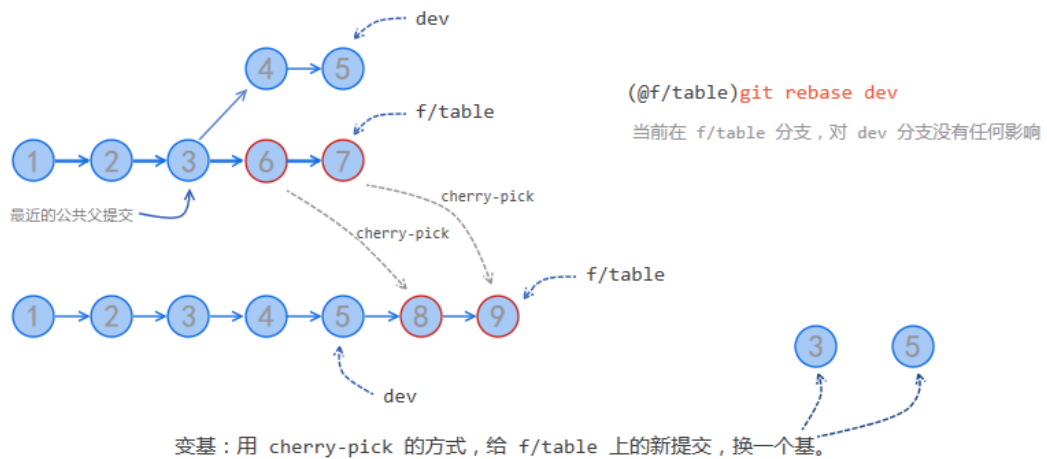 dev
4 5
(@f/table)git rebase dev
f/table
当前在 f/table 分支，对 dev 分支没有任何影响
1 2 3 6 7
cherry-pick
最近的公共父提交
cherry-pick
f/table
1 2 3 4 5 8 9
3 5
dev
变基：用 cherry-pick 的方式，给 f/table 上的新提交，换一个基。